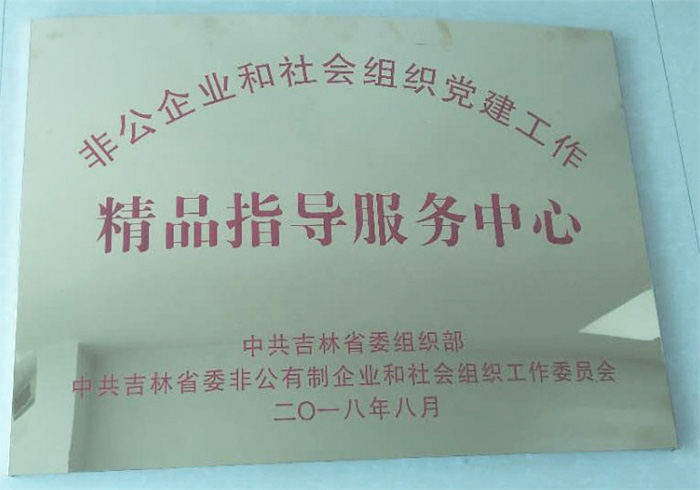 非公企业和社会组织党建工作
精品指导服务中心
中共吉林省委组织部
中共吉林省委非公有制企业和社会组织工作委员会
二〇一八年八月